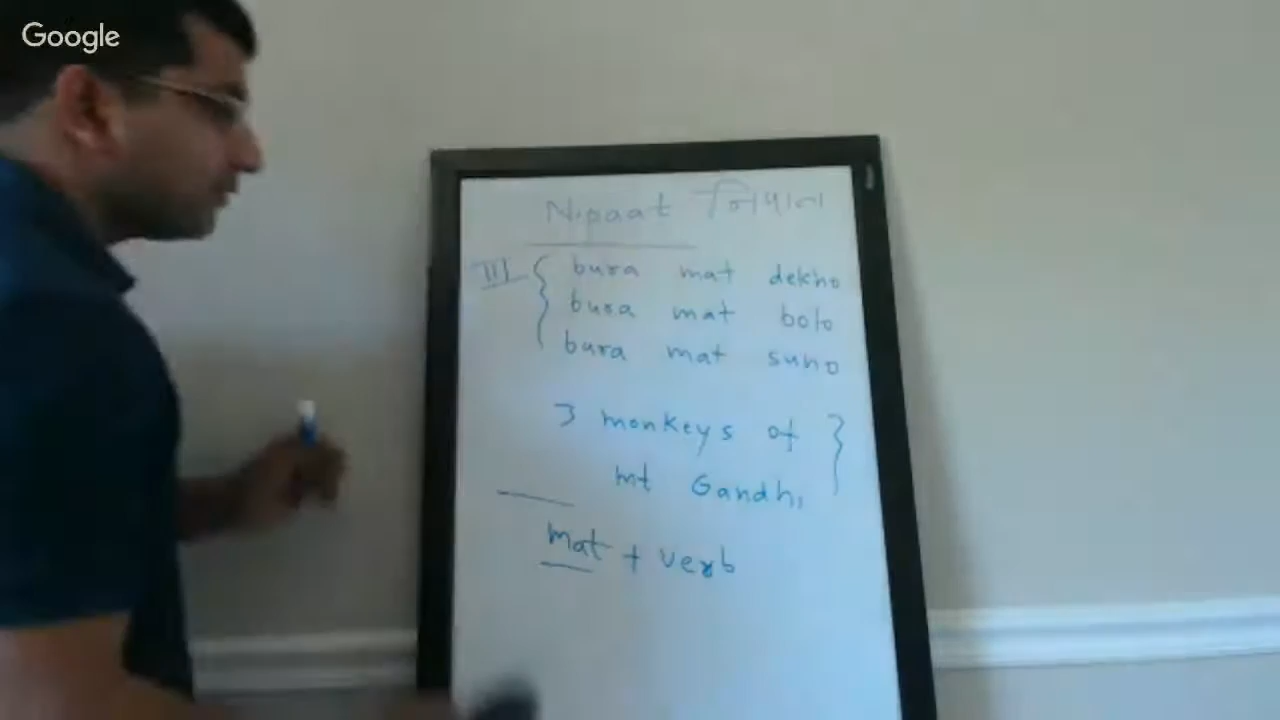 Google
Nipaat निपात
III { bura mat dekho
bura mat bolo
bura mat suno
3 monkeys of }
mt Gandhi
mat + verb